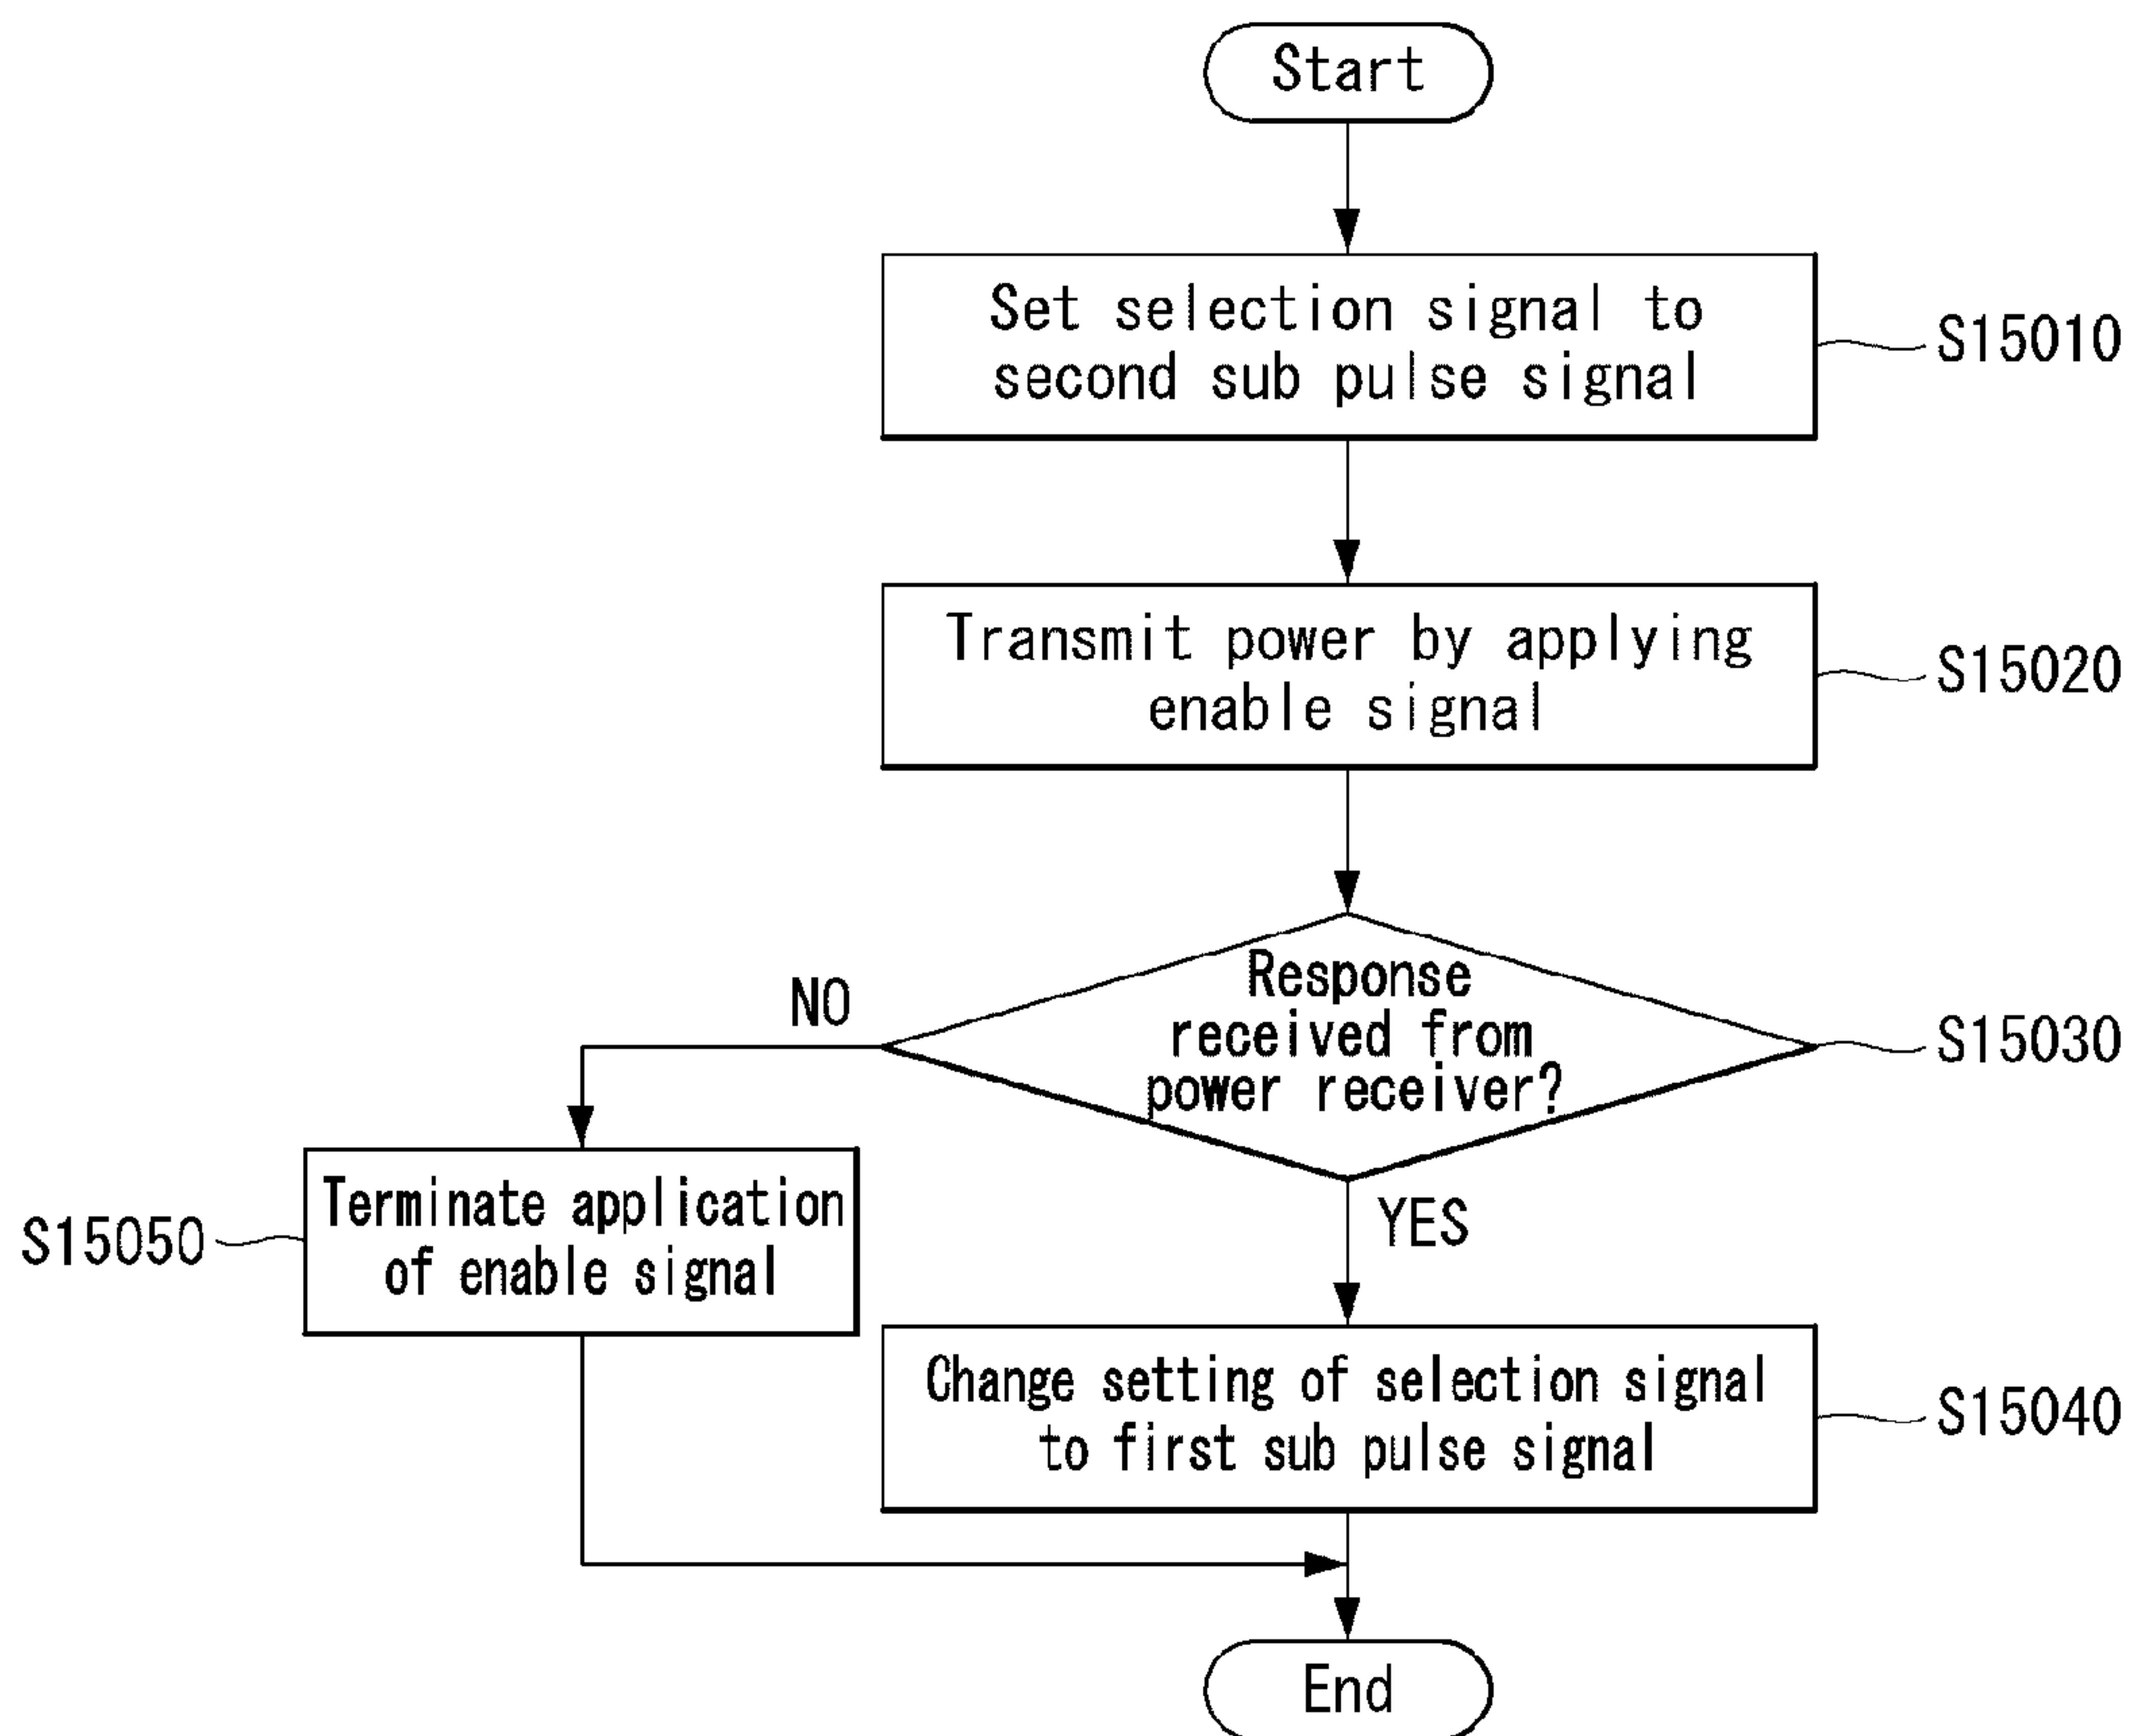 Start
Set selection signal to
second sub pulse signal
S15010
Transmit power by applying
enable signal
S15020
Response
received from
power receiver?
S15030
NO
YES
Terminate application
of enable signal
S15050
Change setting of selection signal
to first sub pulse signal
S15040
End